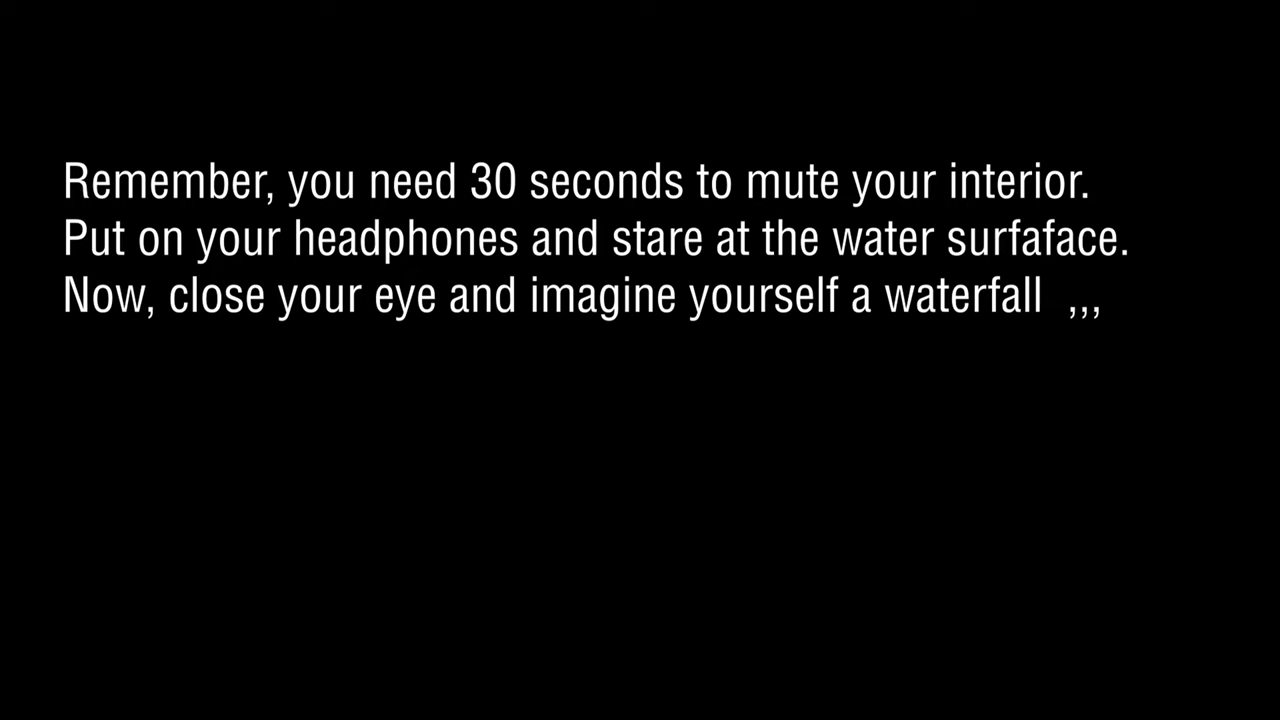 Remember, you need 30 seconds to mute your interior.
Put on your headphones and stare at the water surfaface.
Now, close your eye and imagine yourself a waterfall ,,,